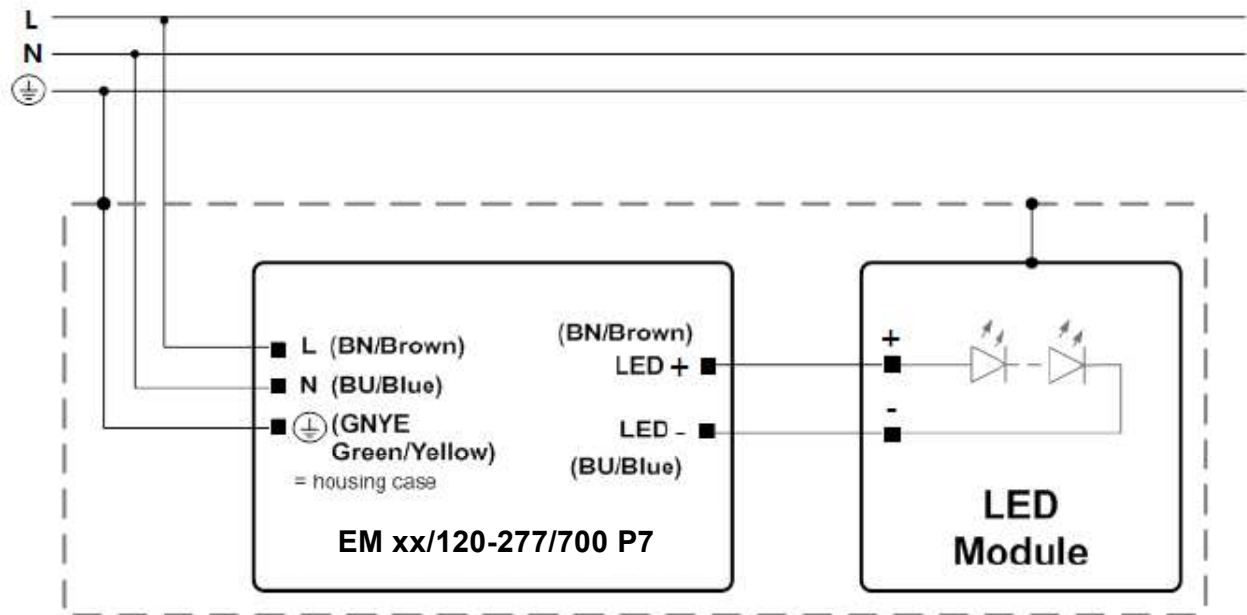 L
N
L (BN/Brown)
N (BU/Blue)
(GNYE
Green/Yellow)
= housing case
(BN/Brown)
LED +
LED -
(BU/Blue)
EM xx/120-277/700 P7
+
-
LED
Module